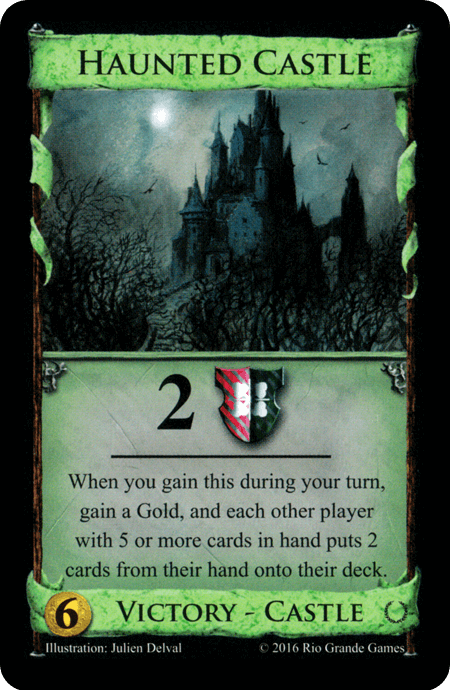 Haunted Castle
2
When you gain this during your turn,
gain a Gold, and each other player
with 5 or more cards in hand puts 2
cards from their hand onto their deck.
6 Victory - Castle
Illustration: Julien Delval © 2016 Rio Grande Games